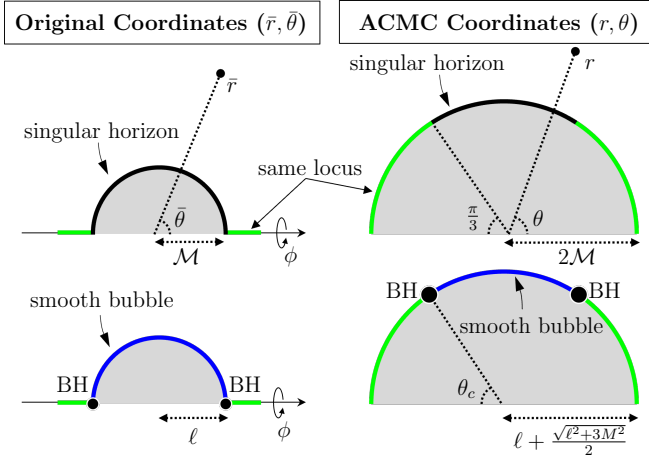 Original Coordinates (r̄, θ̄)
ACMC Coordinates (r, θ)
r̄
singular horizon
θ̄
ℳ
ϕ
same locus
singular horizon
r
π/3
θ
2ℳ
smooth bubble
BH
BH
ℓ
ϕ
BH
BH
smooth bubble
θ_c
ℓ + √(ℓ²+3M²)/2